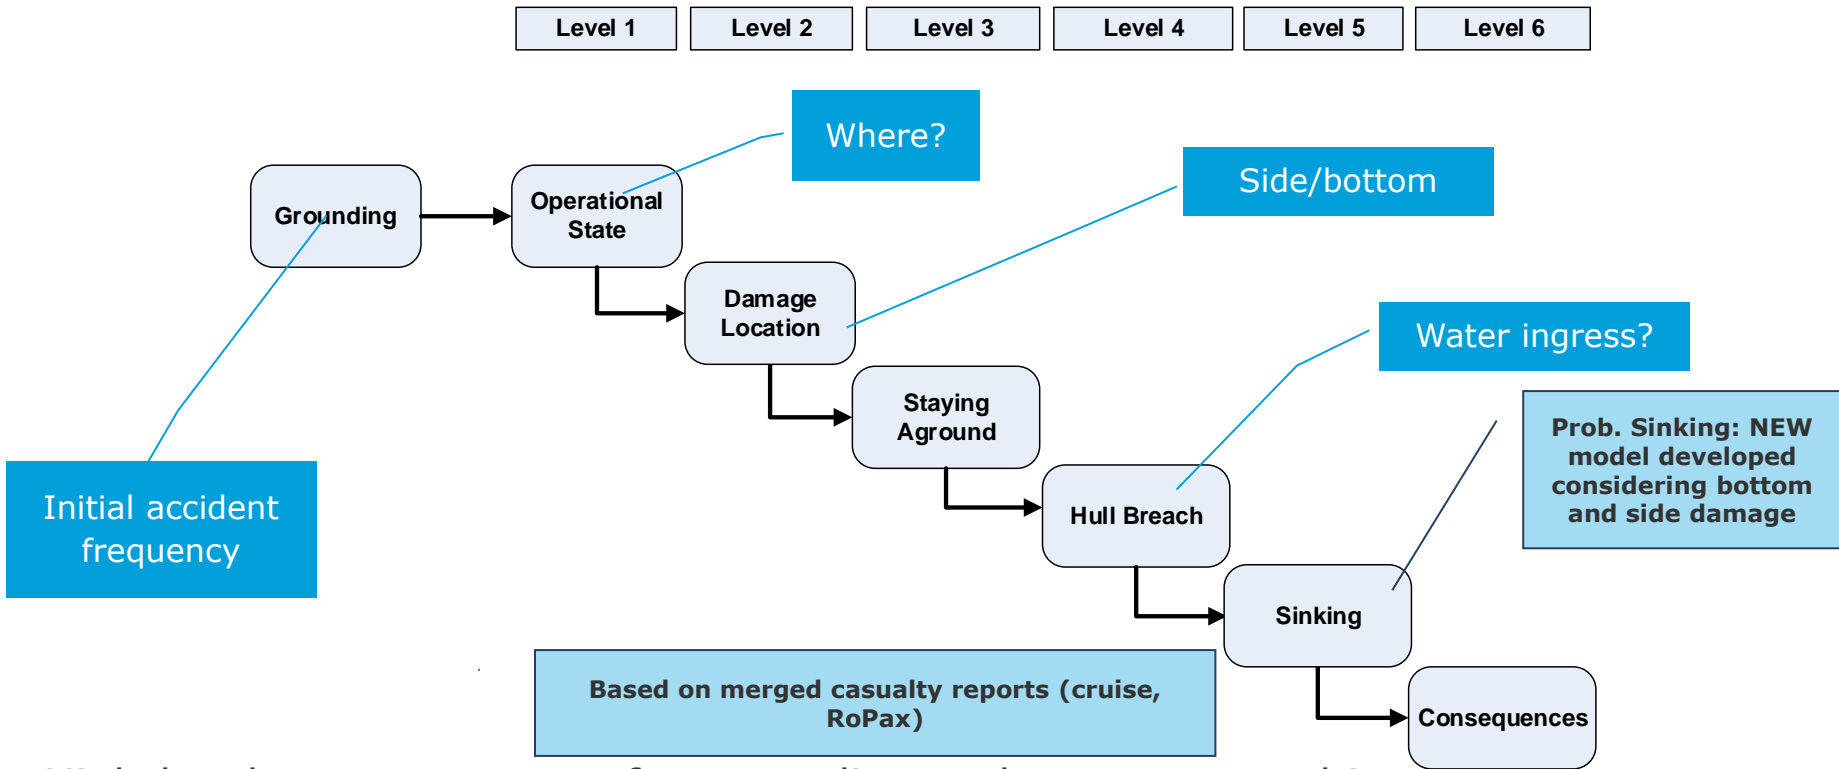 Level 1
Level 2
Level 3
Level 4
Level 5
Level 6
Where?
Side/bottom
Grounding
Operational
State
Damage
Location
Water ingress?
Staying
Aground
Prob. Sinking: NEW
model developed
considering bottom
and side damage
Initial accident
frequency
Hull Breach
Sinking
Based on merged casualty reports (cruise,
RoPax)
Consequences